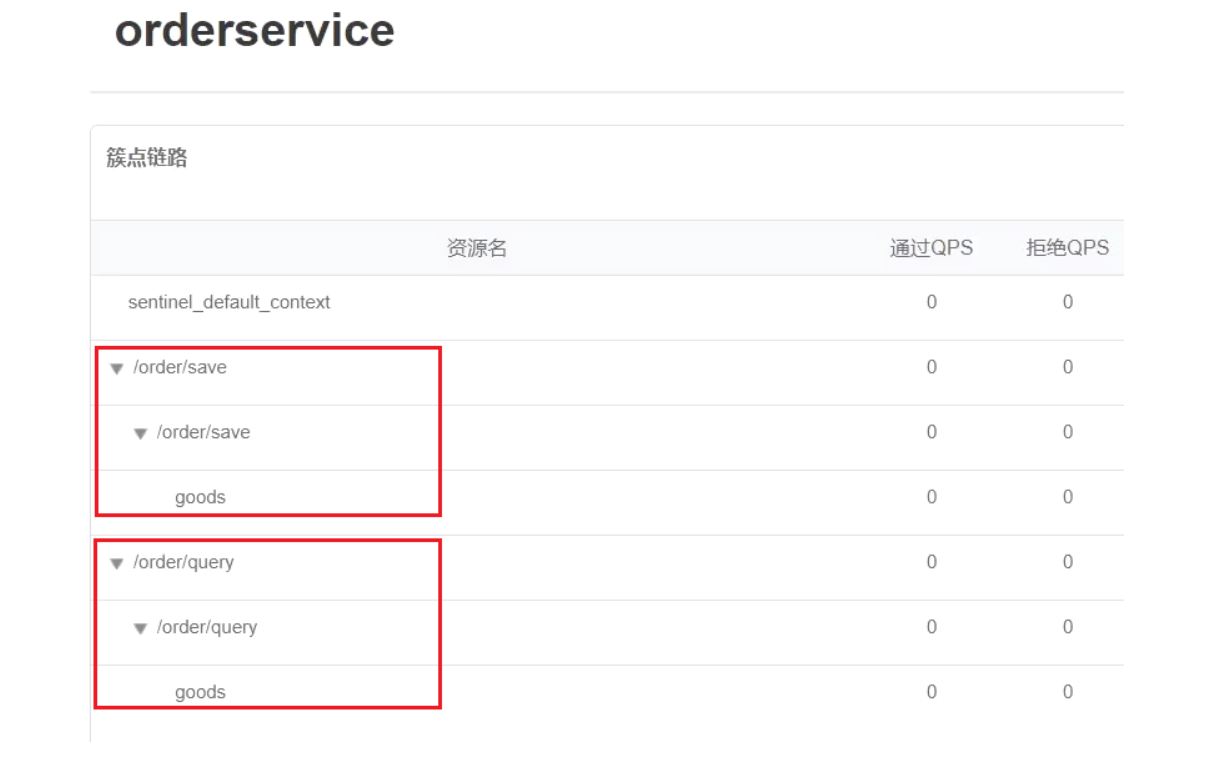 orderservice
簇点链路
资源名 通过QPS 拒绝QPS
sentinel_default_context 0 0
/order/save 0 0
/order/save 0 0
goods 0 0
/order/query 0 0
/order/query 0 0
goods 0 0